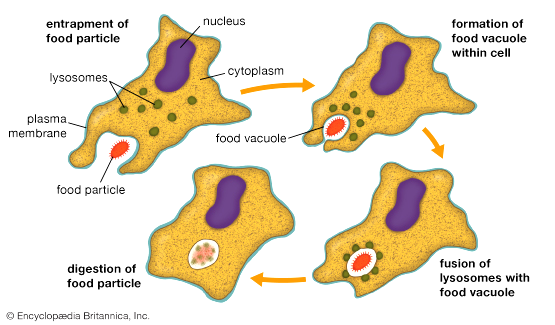 entrapment of
food particle
nucleus
lysosomes
cytoplasm
plasma
membrane
food particle
formation of
food vacuole
within cell
food vacuole
fusion of
lysosomes with
food vacuole
digestion of
food particle
© Encyclopædia Britannica, Inc.